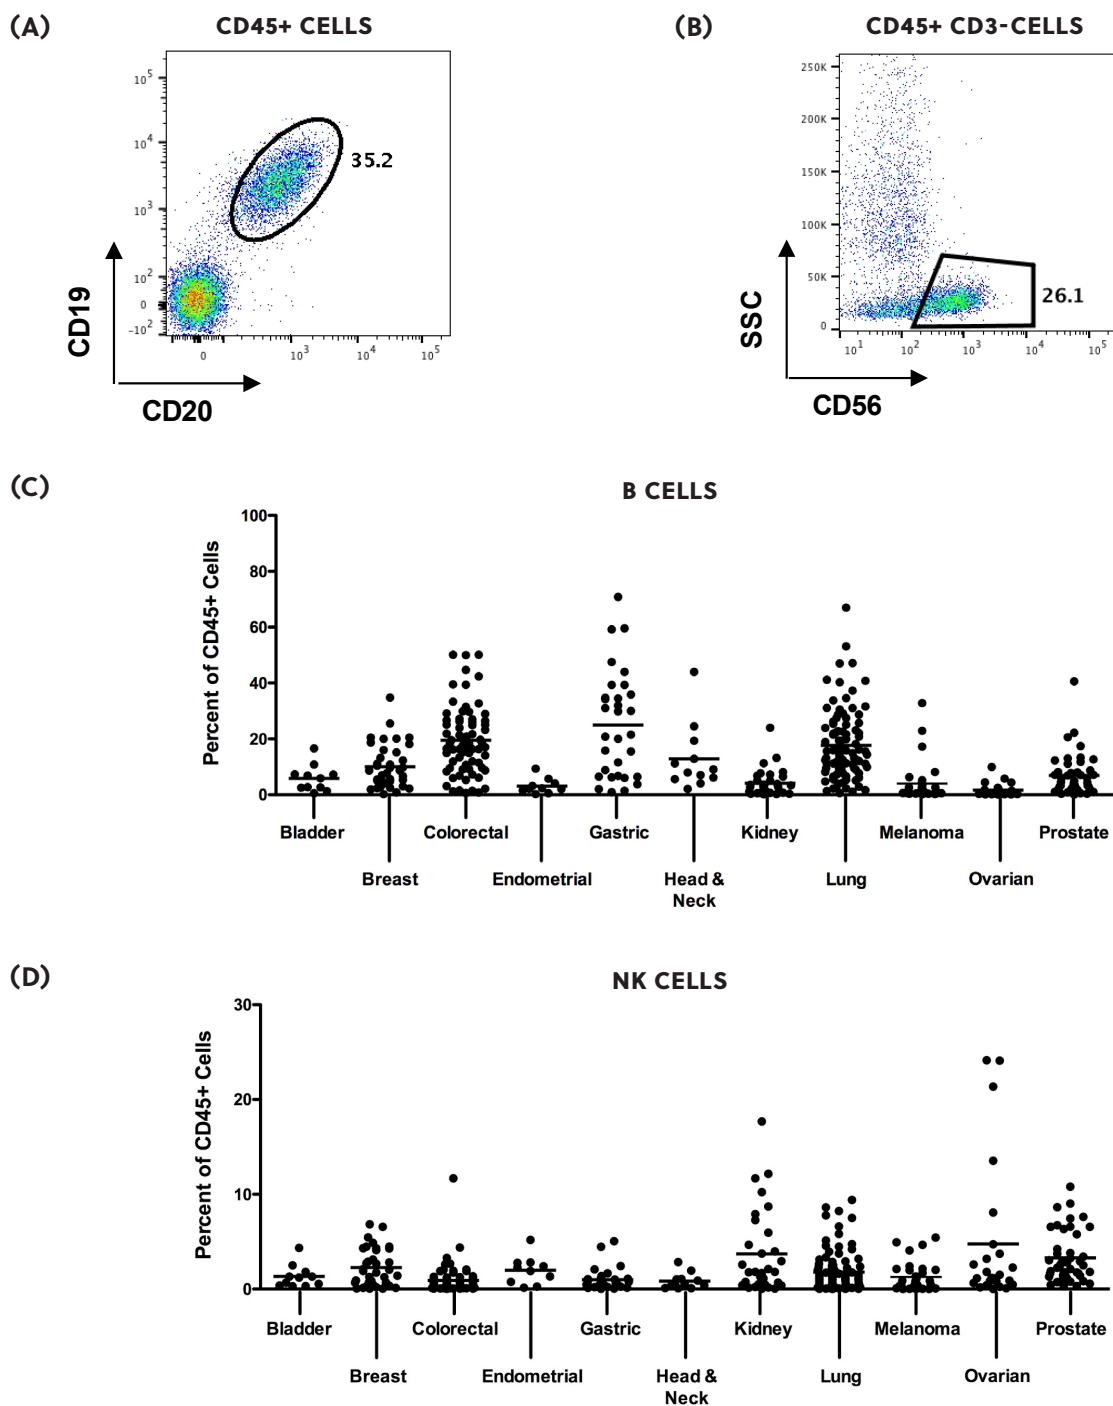 (A)
CD45+ CELLS
10^5
10^4
10^3
10^2
0
-10^2
35.2
0
10^3
10^4
10^5
CD19
CD20
(B)
CD45+ CD3-CELLS
250K
200K
150K
100K
50K
0
26.1
10^1
10^2
10^3
10^4
10^5
SSC
CD56
(C)
B CELLS
Percent of CD45+ Cells
100
80
60
40
20
0
Bladder
Colorectal
Gastric
Kidney
Melanoma
Prostate
Breast
Endometrial
Head &
Neck
Lung
Ovarian
(D)
NK CELLS
Percent of CD45+ Cells
30
20
10
0
Bladder
Colorectal
Gastric
Kidney
Melanoma
Prostate
Breast
Endometrial
Head &
Neck
Lung
Ovarian